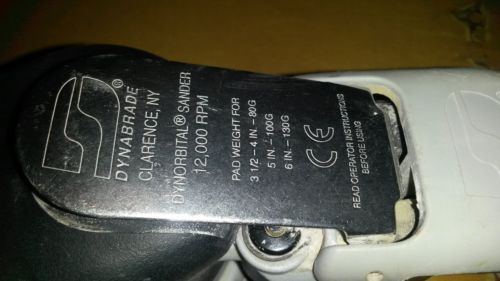 ®
DYNABRADE
CLARENCE, NY
DYNORBITAL® SANDER
12,000 RPM
PAD WEIGHT FOR
3 1/2 – 4 IN. – 80G
5 IN. – 100G
6 IN. – 130G
CE
READ OPERATOR INSTRUCTIONS
BEFORE USING